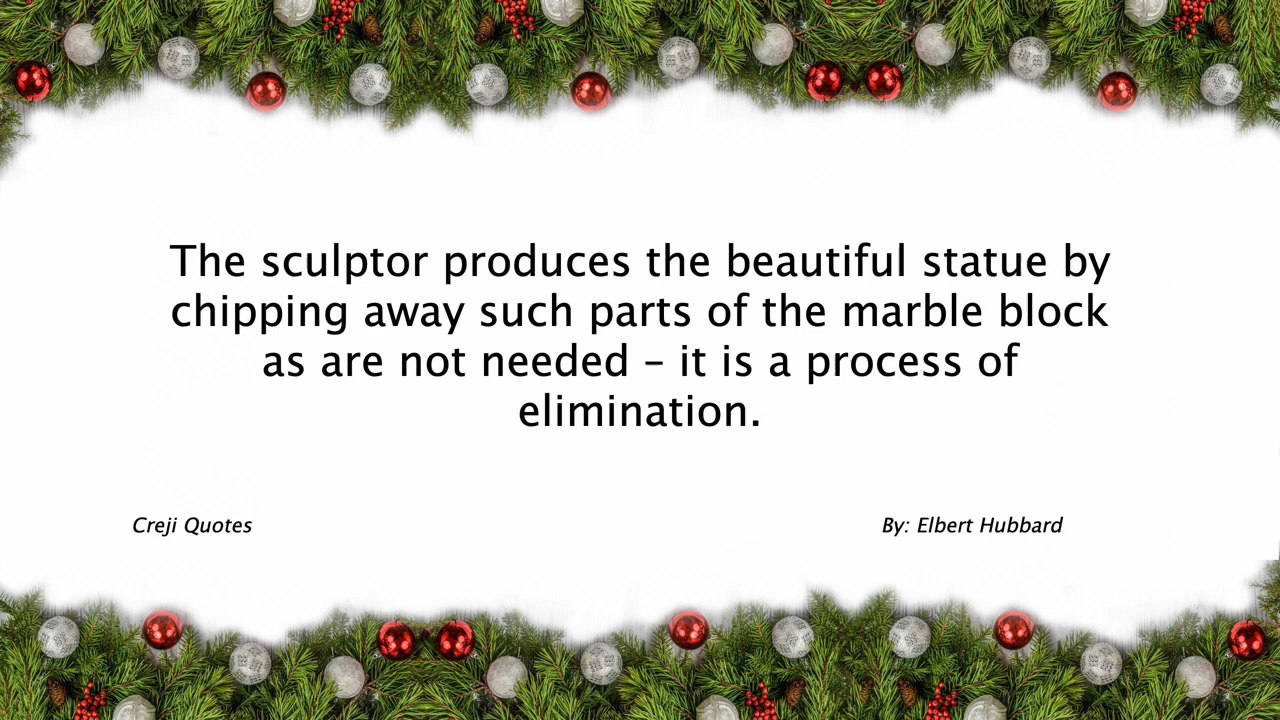 The sculptor produces the beautiful statue by
chipping away such parts of the marble block
as are not needed – it is a process of
elimination.
Creji Quotes
By: Elbert Hubbard